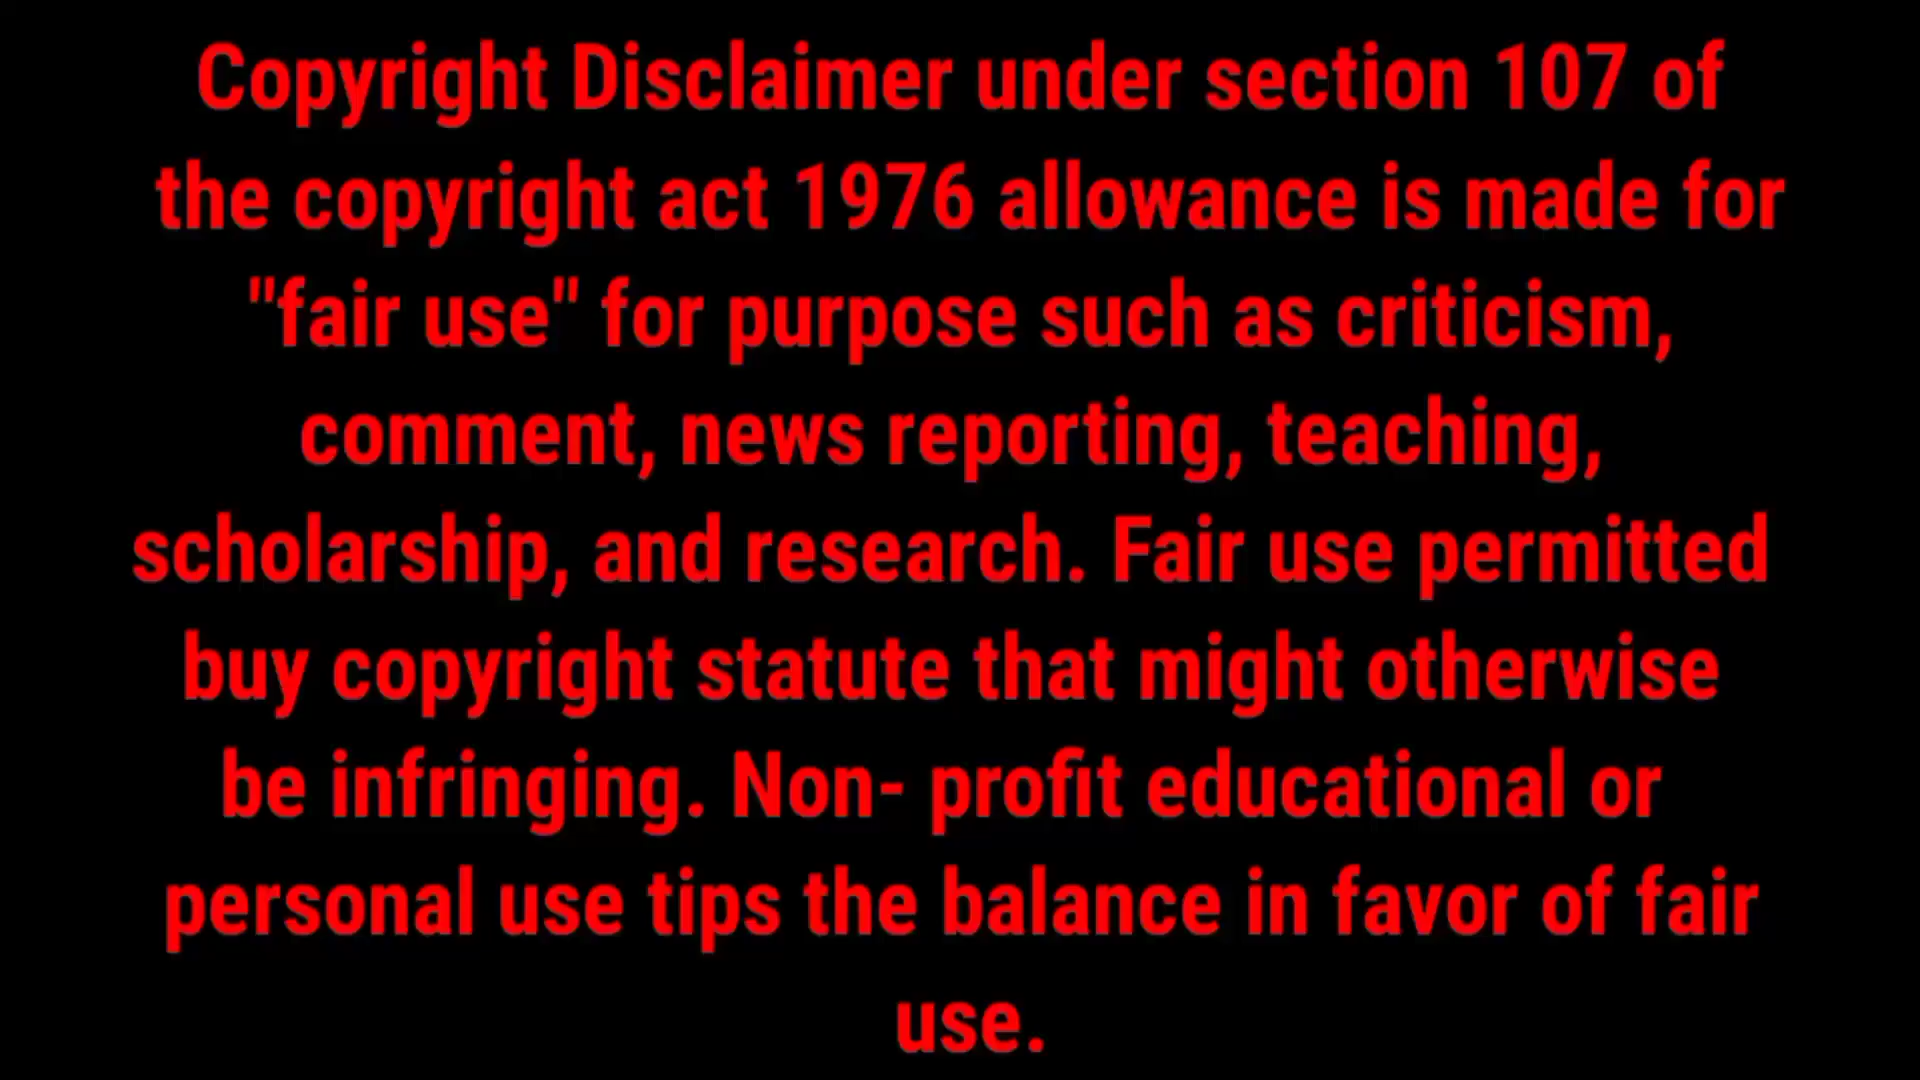 Copyright Disclaimer under section 107 of
the copyright act 1976 allowance is made for
"fair use" for purpose such as criticism,
comment, news reporting, teaching,
scholarship, and research. Fair use permitted
buy copyright statute that might otherwise
be infringing. Non- profit educational or
personal use tips the balance in favor of fair
use.